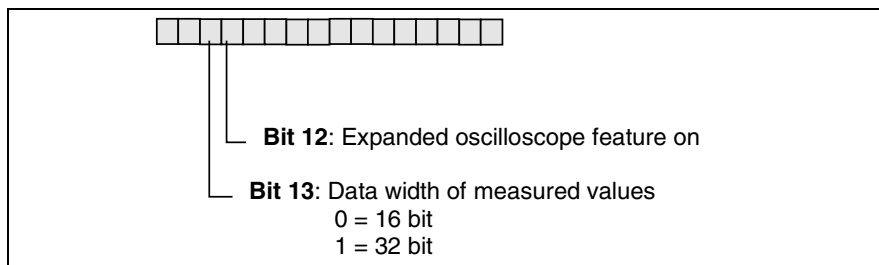 Bit 12: Expanded oscilloscope feature on
Bit 13: Data width of measured values
0 = 16 bit
1 = 32 bit